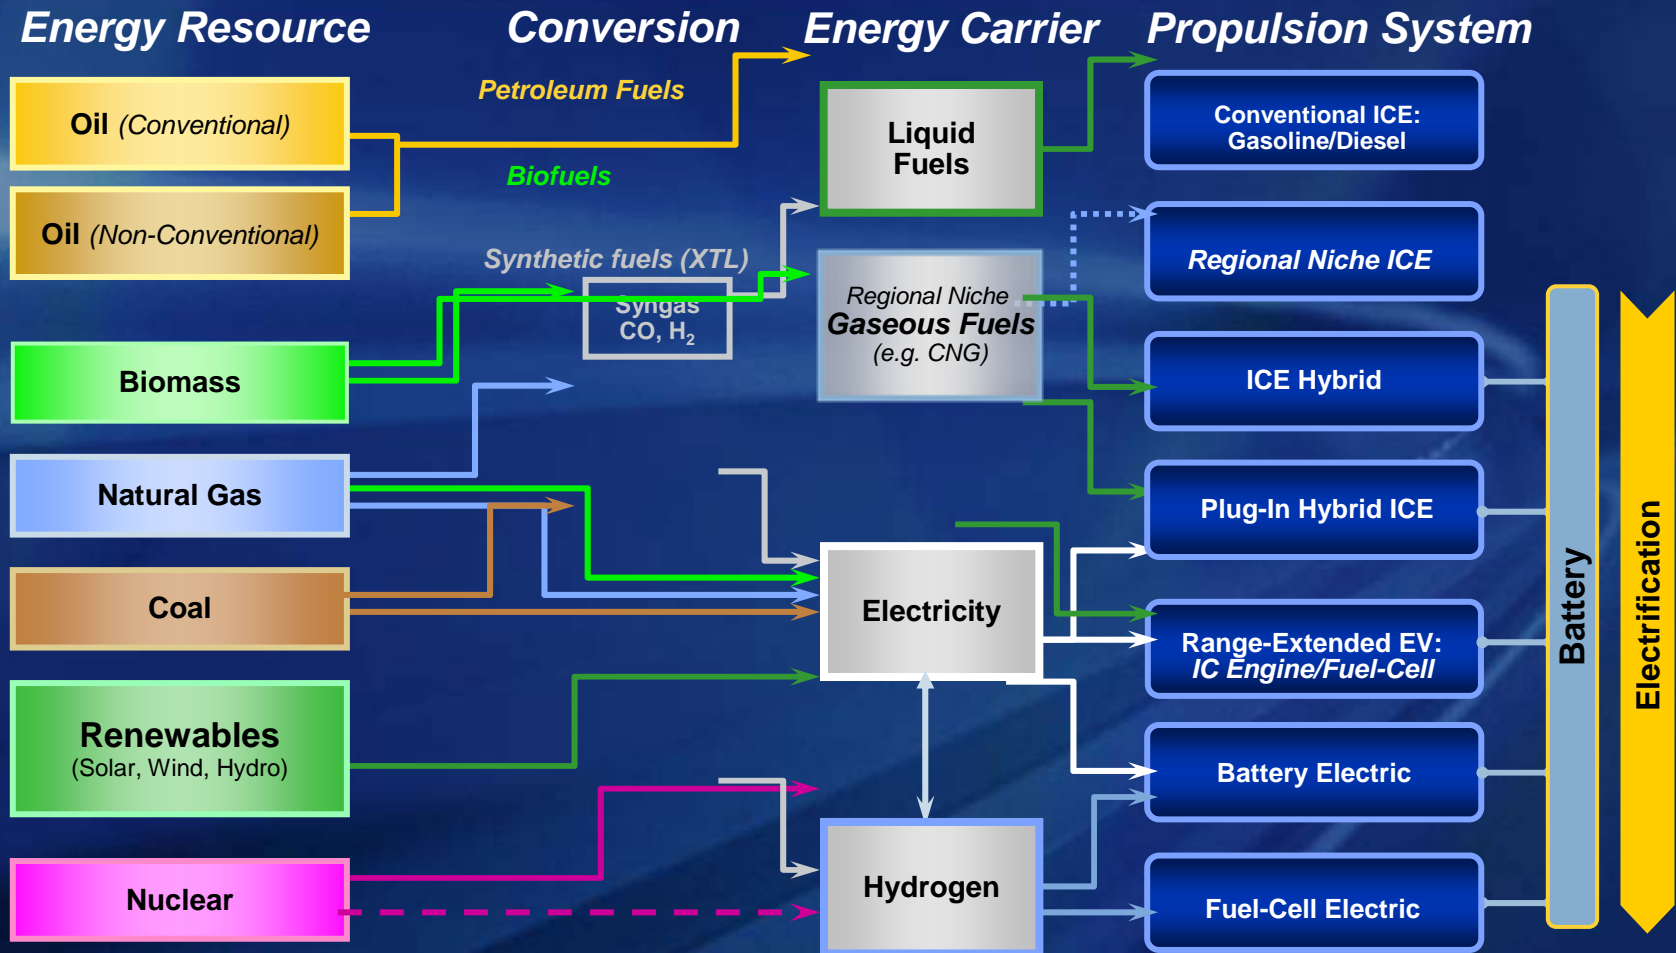 Energy Resource
Conversion
Energy Carrier
Propulsion System
Oil (Conventional)
Oil (Non-Conventional)
Biomass
Natural Gas
Coal
Renewables
(Solar, Wind, Hydro)
Nuclear
Petroleum Fuels
Biofuels
Synthetic fuels (XTL)
Syngas
CO, H₂
Liquid
Fuels
Regional Niche
Gaseous Fuels
(e.g. CNG)
Electricity
Hydrogen
Conventional ICE:
Gasoline/Diesel
Regional Niche ICE
ICE Hybrid
Plug-In Hybrid ICE
Range-Extended EV:
IC Engine/Fuel-Cell
Battery Electric
Fuel-Cell Electric
Battery
Electrification